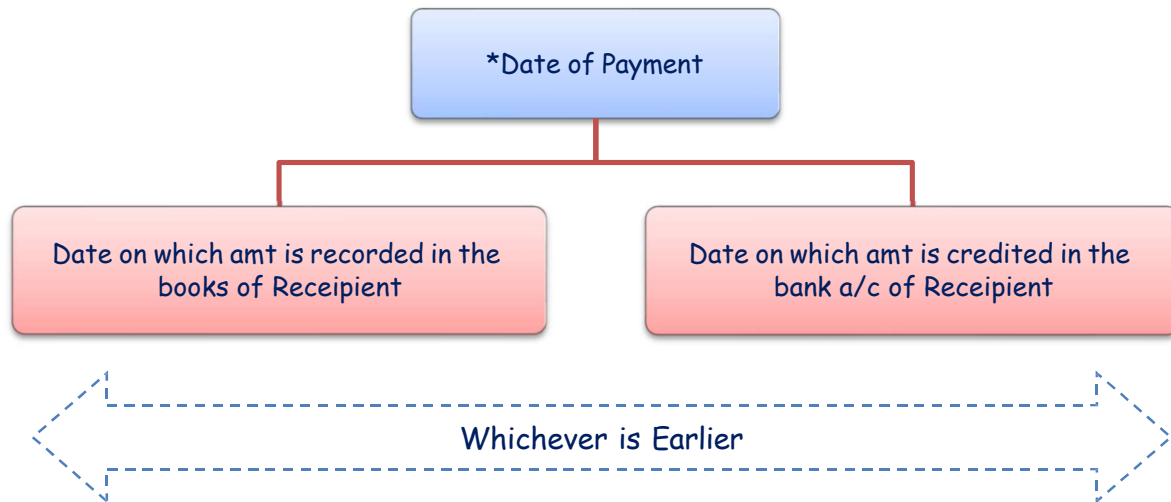 *Date of Payment
Date on which amt is recorded in the
books of Receipient
Date on which amt is credited in the
bank a/c of Receipient
Whichever is Earlier